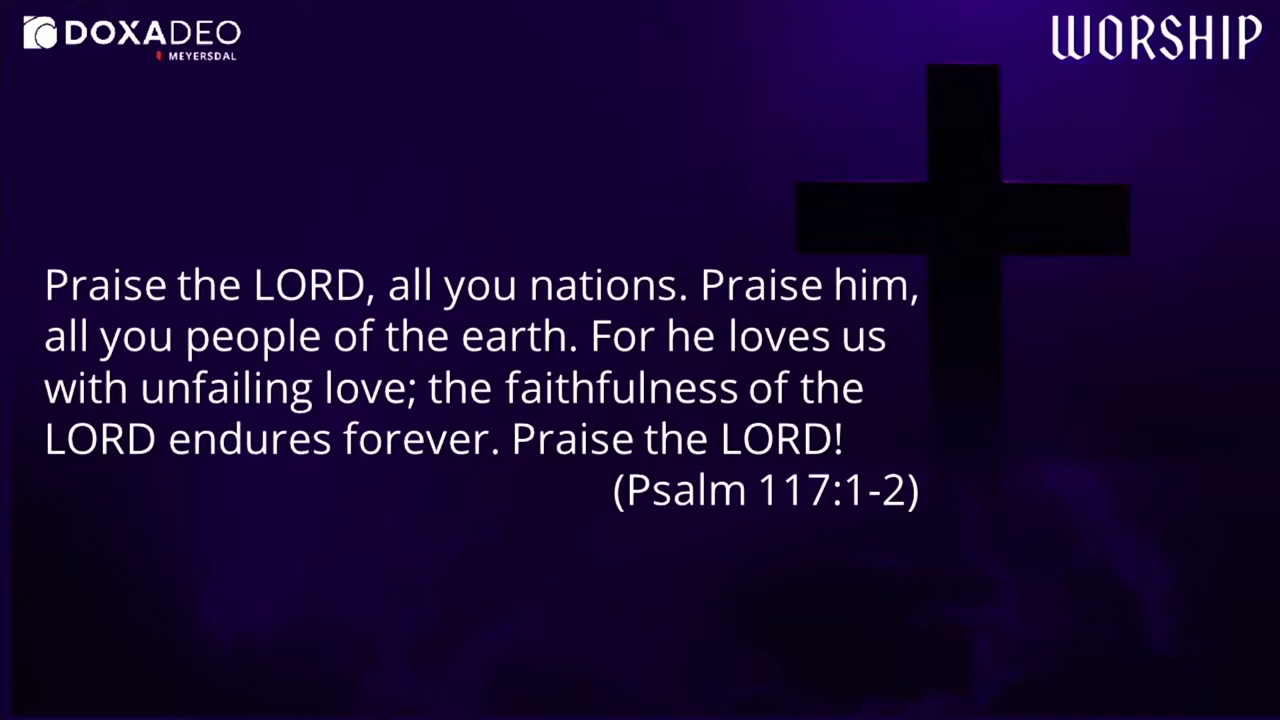 DOXADEO
MEYERSDAL
WORSHIP
Praise the LORD, all you nations. Praise him,
all you people of the earth. For he loves us
with unfailing love; the faithfulness of the
LORD endures forever. Praise the LORD!
(Psalm 117:1-2)